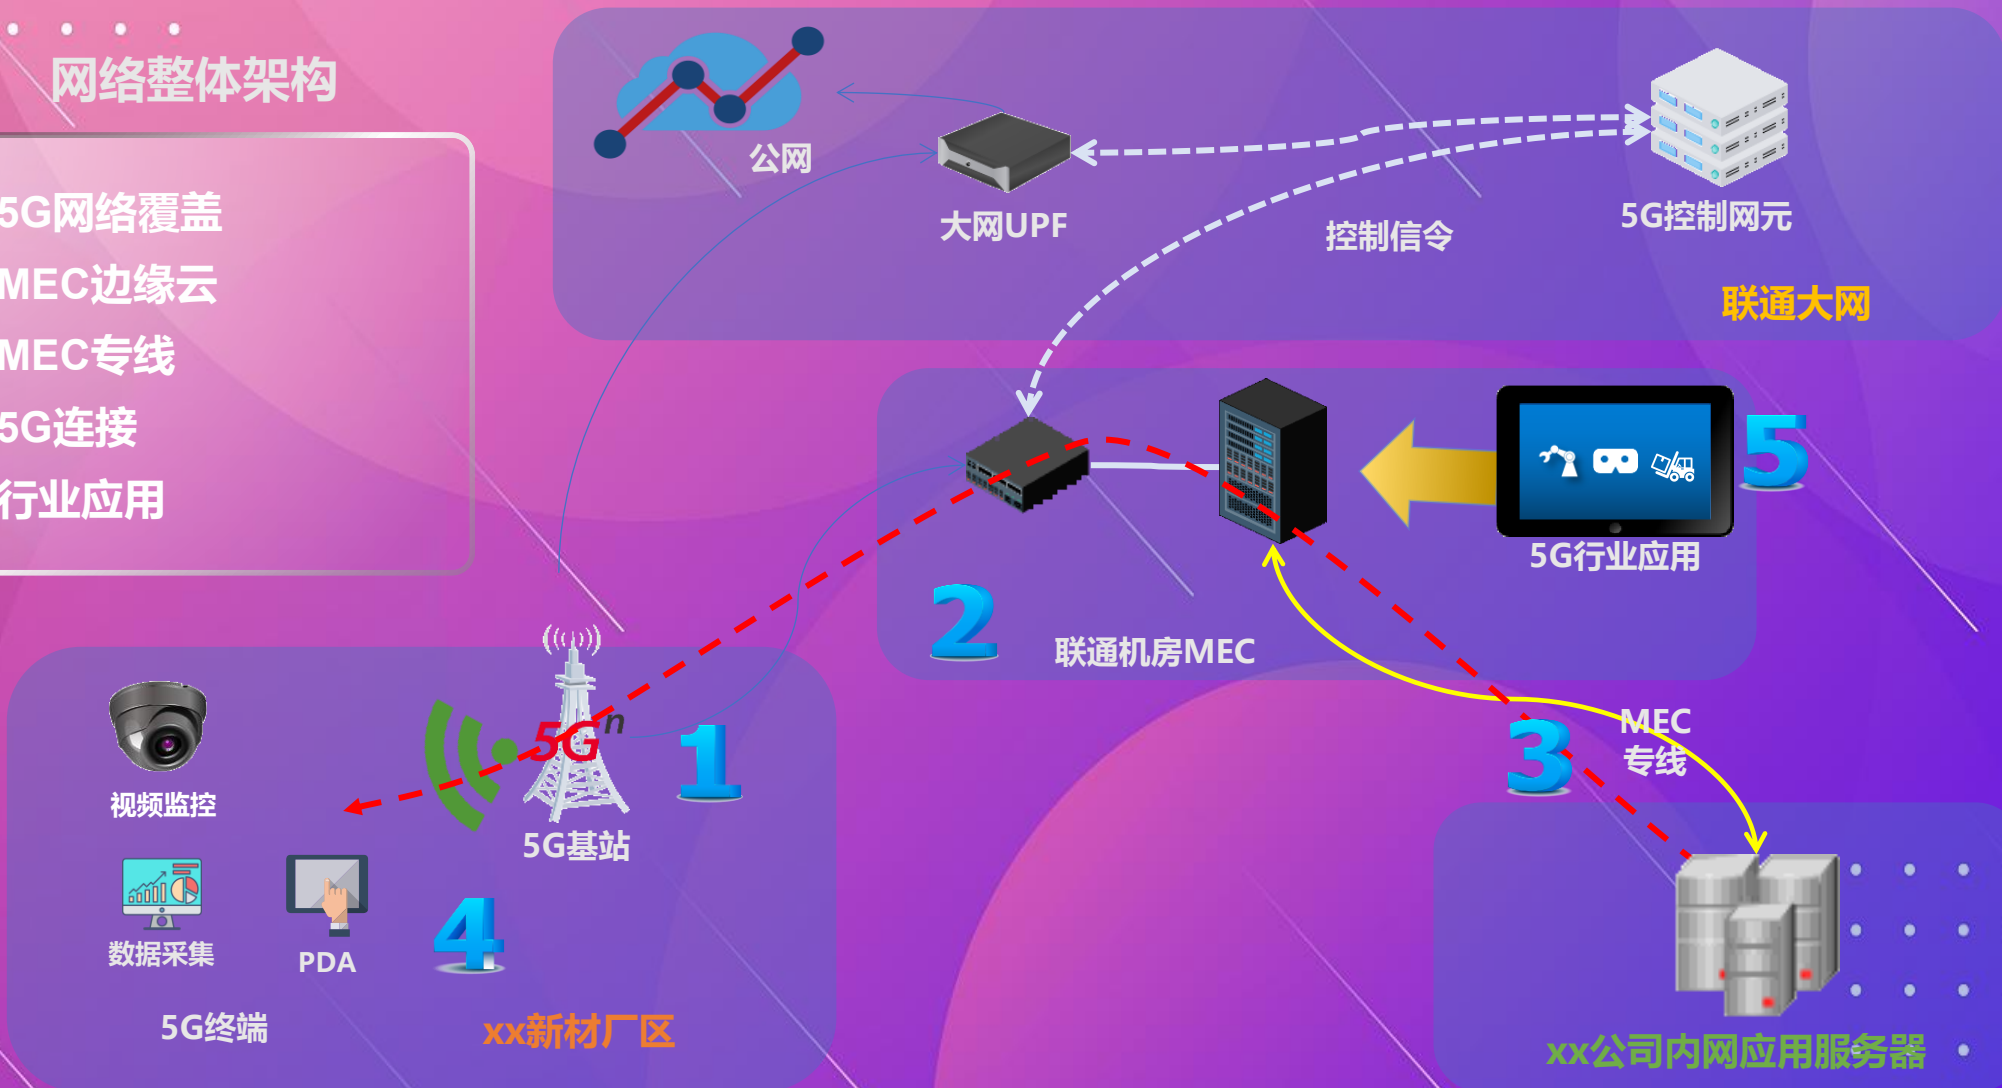 网络整体架构
5G网络覆盖
MEC边缘云
MEC专线
5G连接
行业应用
公网
大网UPF
控制信令
5G控制网元
联通大网
5G行业应用
5
2
联通机房MEC
MEC
专线
3
5Gⁿ
1
5G基站
视频监控
数据采集
PDA
4
5G终端
xx新材厂区
xx公司内网应用服务器